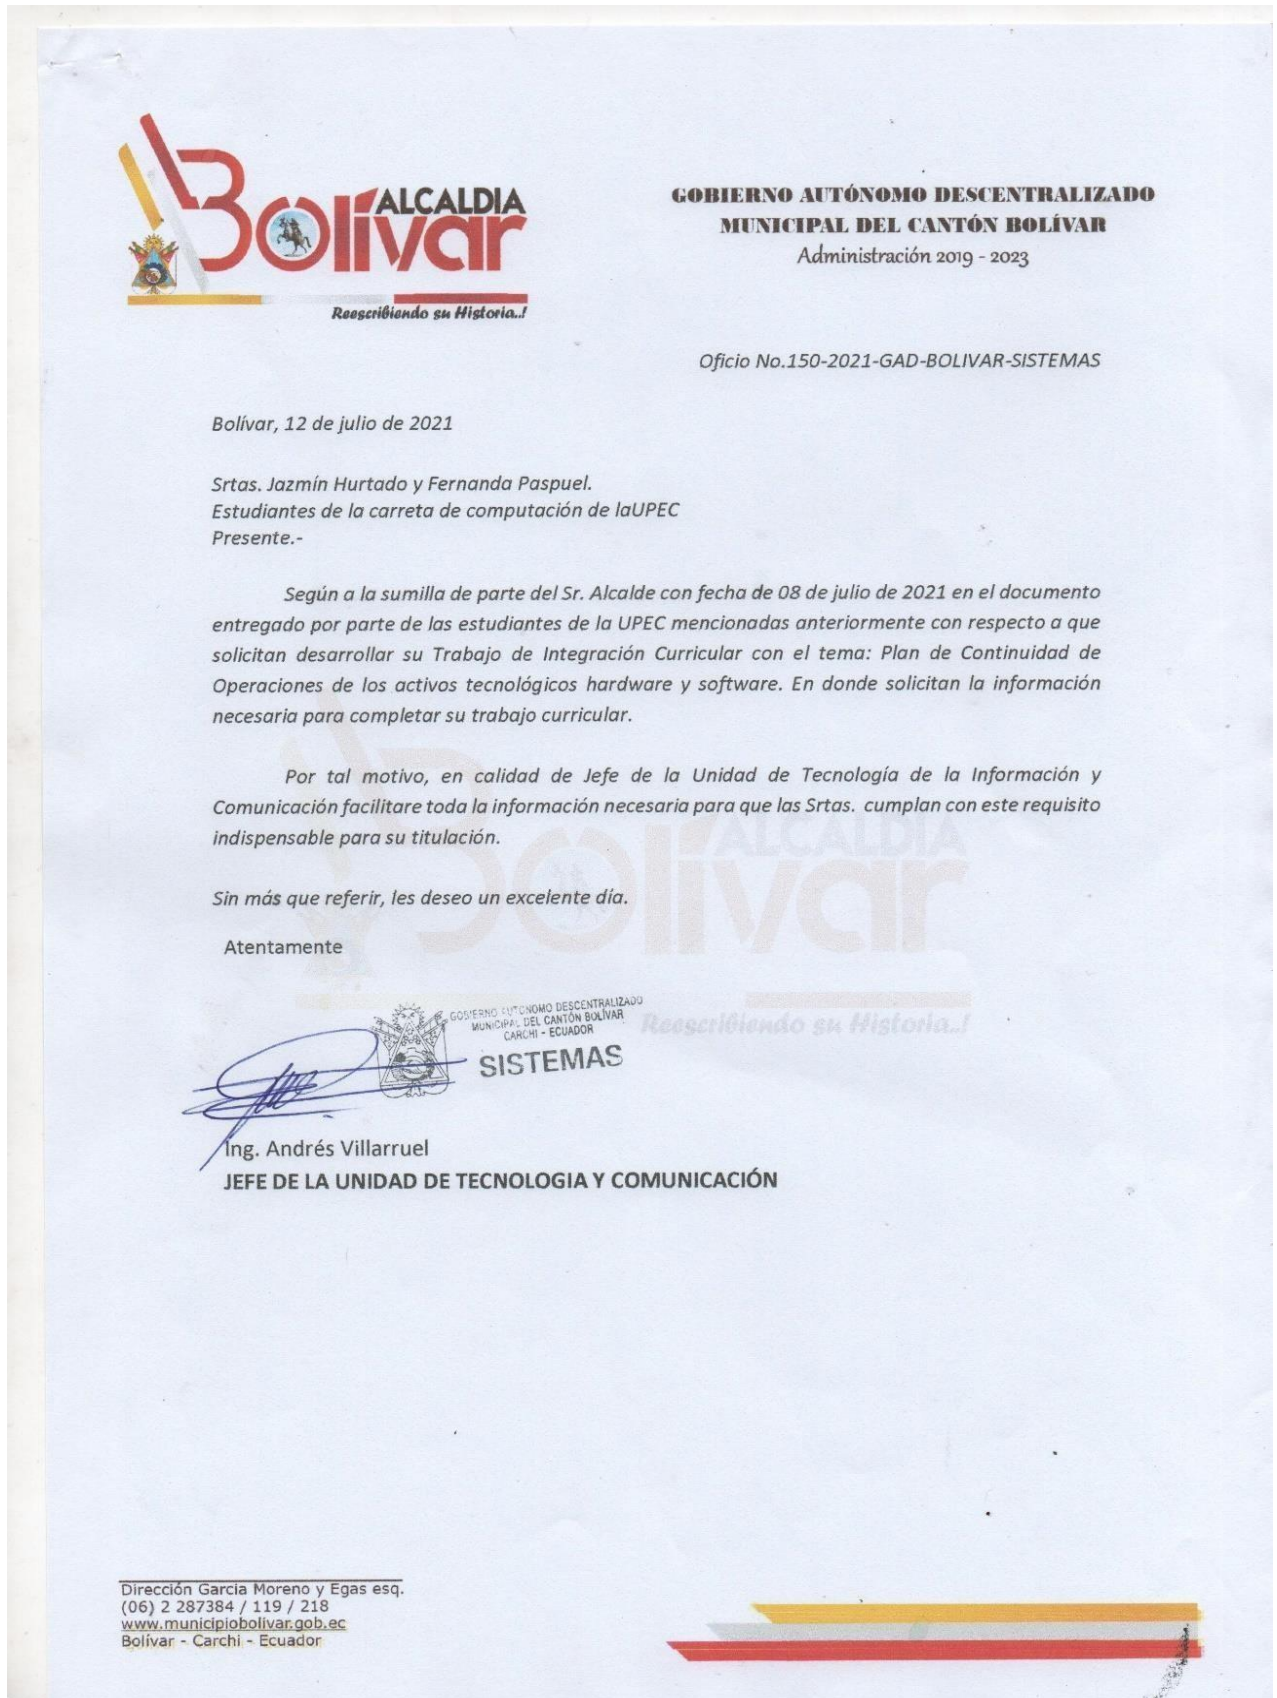 Bolívar ALCALDIA
Reescribiendo su Historia..!
GOBIERNO AUTÓNOMO DESCENTRALIZADO
MUNICIPAL DEL CANTÓN BOLÍVAR
Administración 2019 - 2023
Oficio No.150-2021-GAD-BOLIVAR-SISTEMAS
Bolívar, 12 de julio de 2021
Srtas. Jazmín Hurtado y Fernanda Paspuel.
Estudiantes de la carreta de computación de laUPEC
Presente.-
Según a la sumilla de parte del Sr. Alcalde con fecha de 08 de julio de 2021 en el documento
entregado por parte de las estudiantes de la UPEC mencionadas anteriormente con respecto a que
solicitan desarrollar su Trabajo de Integración Curricular con el tema: Plan de Continuidad de
Operaciones de los activos tecnológicos hardware y software. En donde solicitan la información
necesaria para completar su trabajo curricular.
Por tal motivo, en calidad de Jefe de la Unidad de Tecnología de la Información y
Comunicación facilitare toda la información necesaria para que las Srtas. cumplan con este requisito
indispensable para su titulación.
ALCALDIA
Bolívar
Sin más que referir, les deseo un excelente día.
Atentamente
GOBIERNO AUTÓNOMO DESCENTRALIZADO
MUNICIPAL DEL CANTÓN BOLÍVAR
CARCHI - ECUADOR
SISTEMAS
Reescribiendo su Historia..!
Ing. Andrés Villarruel
JEFE DE LA UNIDAD DE TECNOLOGIA Y COMUNICACIÓN
Dirección Garcia Moreno y Egas esq.
(06) 2 287384 / 119 / 218
www.municipiobolivar.gob.ec
Bolívar - Carchi - Ecuador